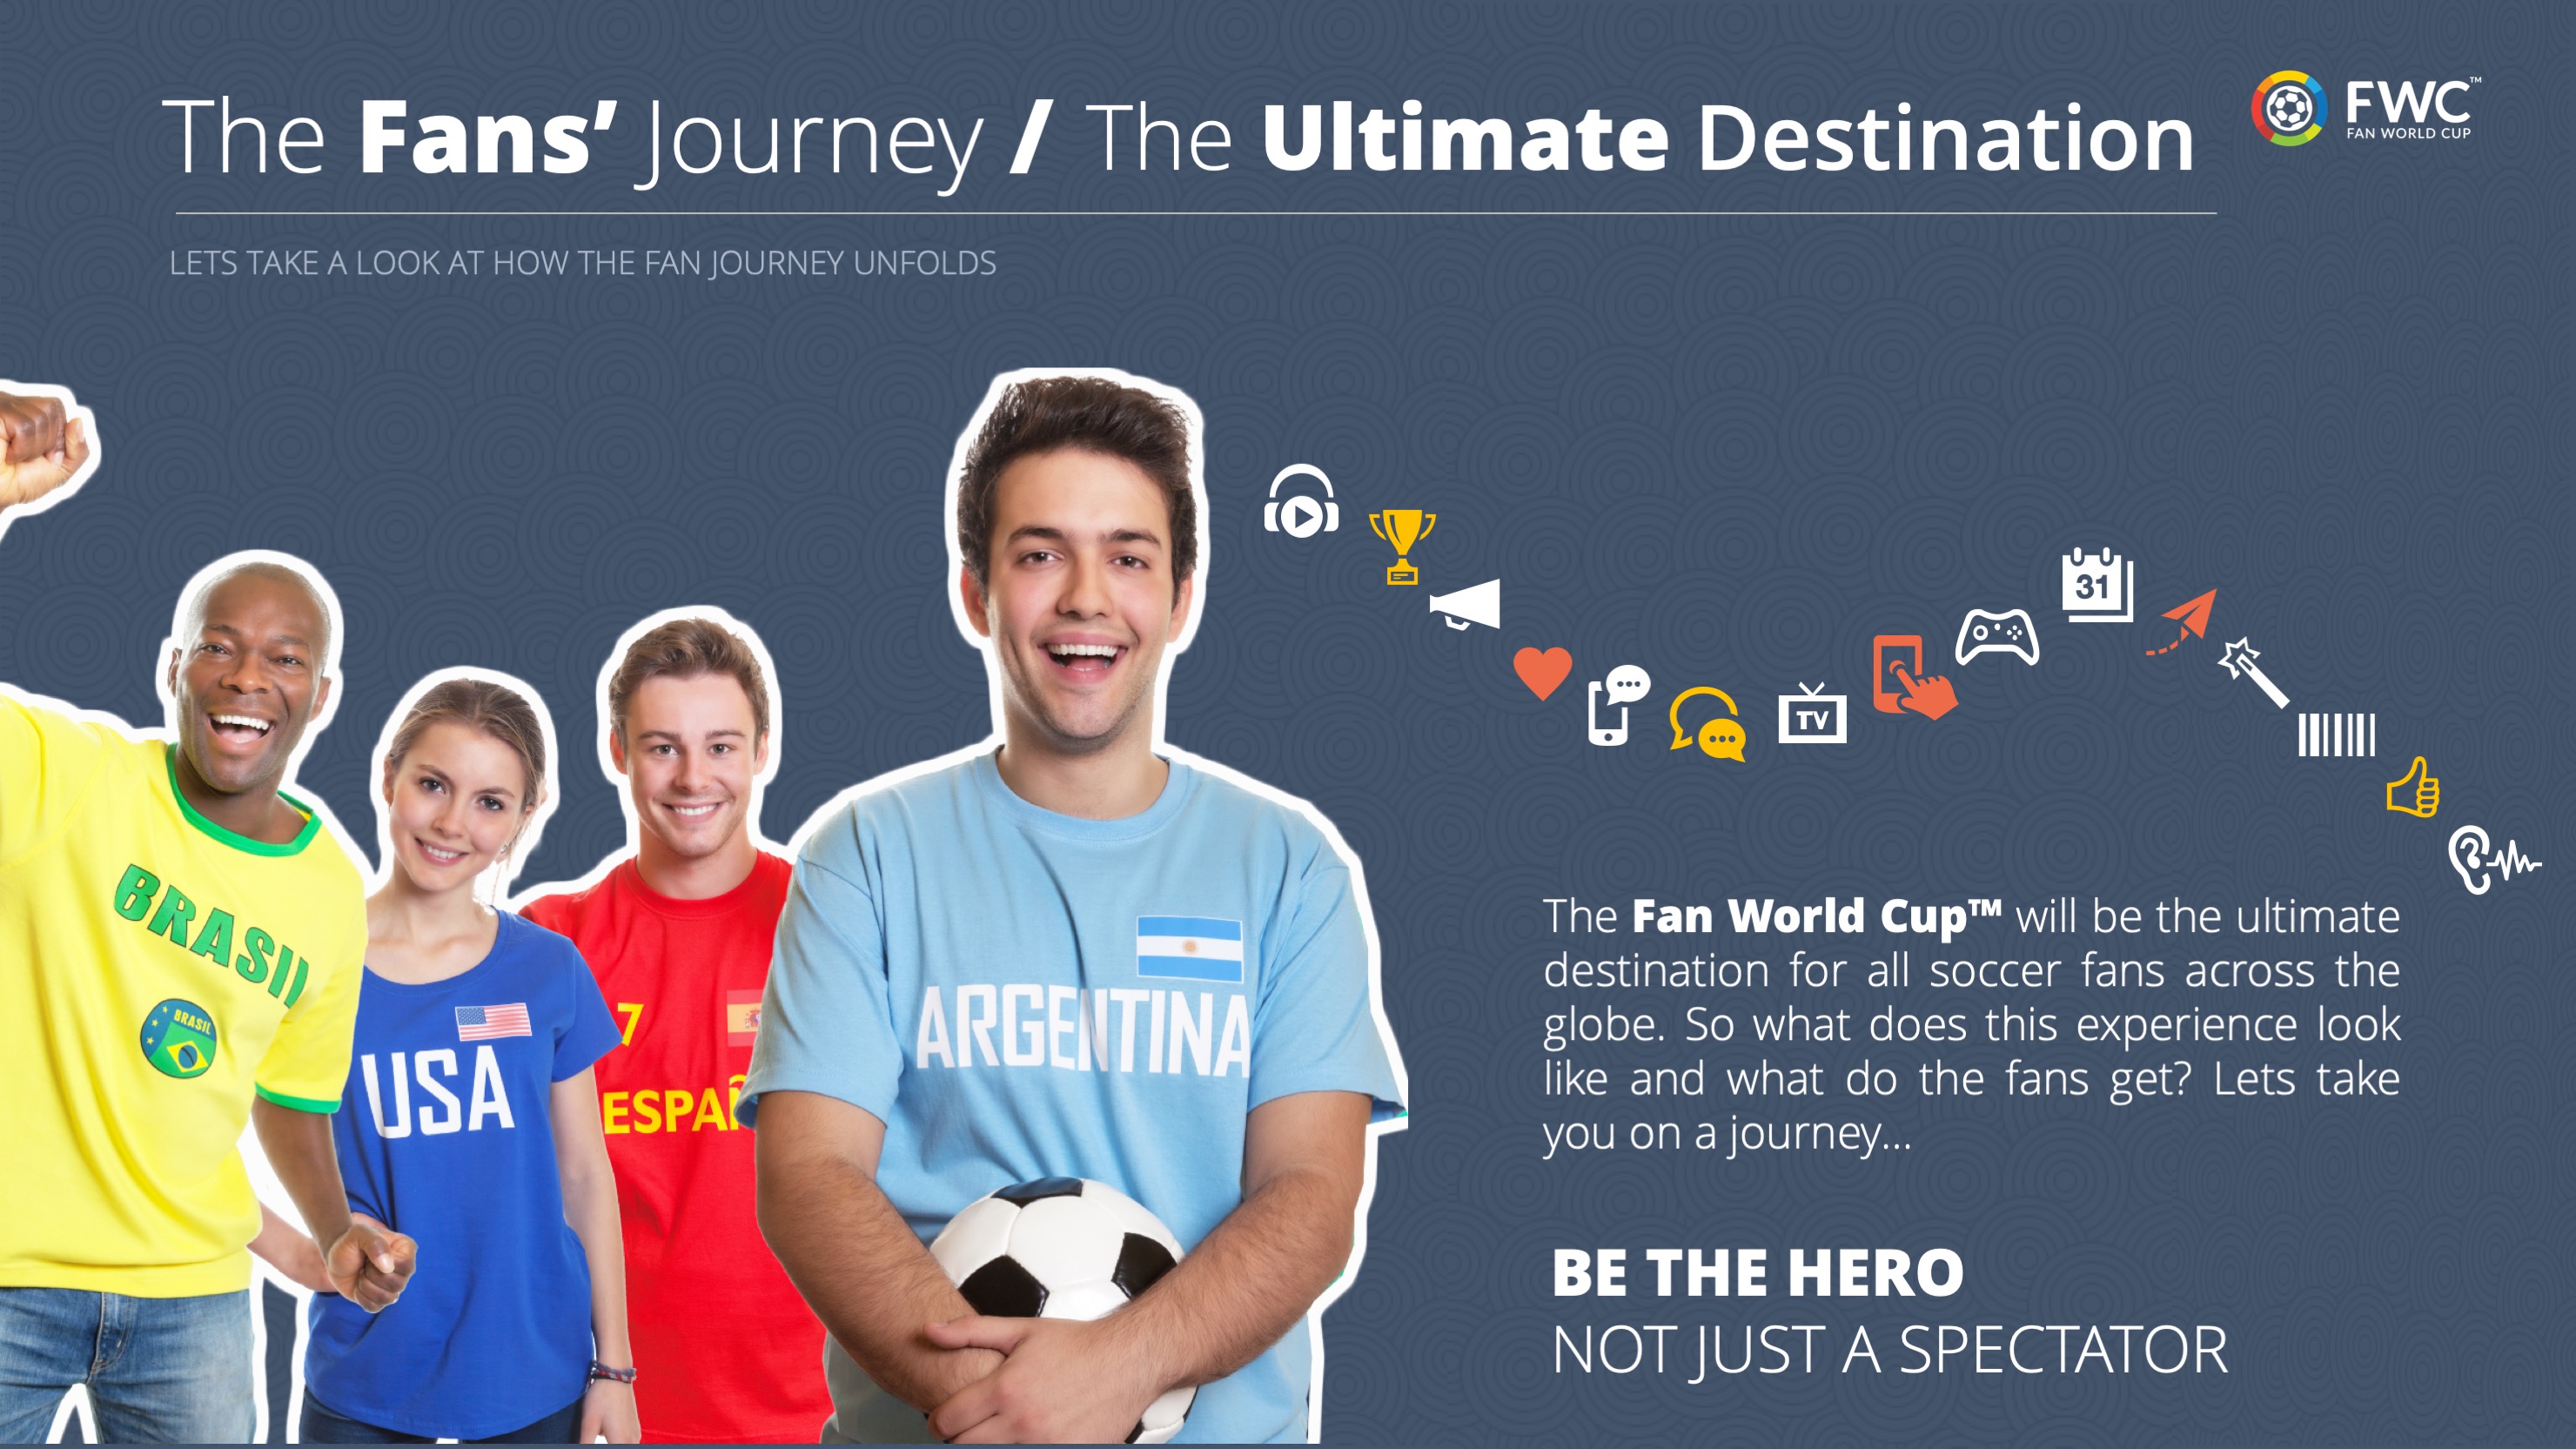 The Fans’ Journey / The Ultimate Destination
FWC™
FAN WORLD CUP
LETS TAKE A LOOK AT HOW THE FAN JOURNEY UNFOLDS
31
TV
BRASIL
BRASIL
USA
7
ESPAÑ
ARGENTINA
The Fan World Cup™ will be the ultimate
destination for all soccer fans across the
globe. So what does this experience look
like and what do the fans get? Lets take
you on a journey...
BE THE HERO
NOT JUST A SPECTATOR